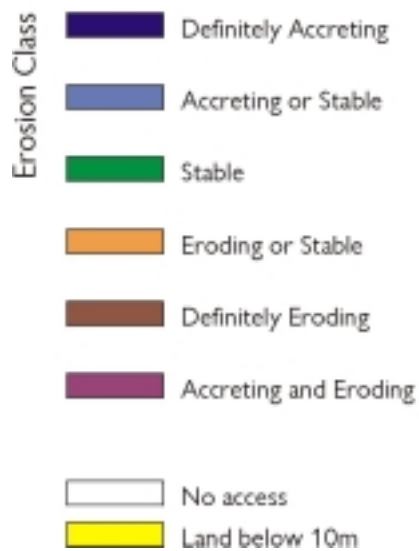 Erosion Class
Definitely Accreting
Accreting or Stable
Stable
Eroding or Stable
Definitely Eroding
Accreting and Eroding
No access
Land below 10m